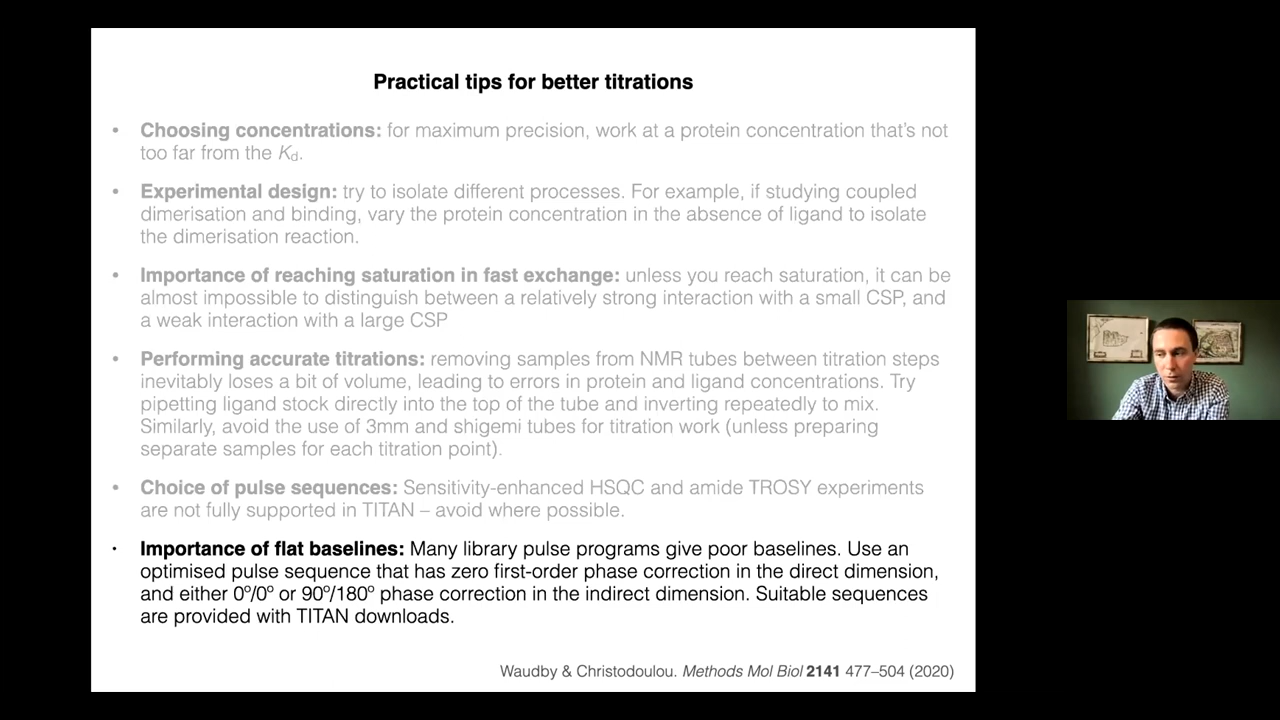 Practical tips for better titrations
• Choosing concentrations: for maximum precision, work at a protein concentration that's not
too far from the Kd.
• Experimental design: try to isolate different processes. For example, if studying coupled
dimerisation and binding, vary the protein concentration in the absence of ligand to isolate
the dimerisation reaction.
• Importance of reaching saturation in fast exchange: unless you reach saturation, it can be
almost impossible to distinguish between a relatively strong interaction with a small CSP, and
a weak interaction with a large CSP
• Performing accurate titrations: removing samples from NMR tubes between titration steps
inevitably loses a bit of volume, leading to errors in protein and ligand concentrations. Try
pipetting ligand stock directly into the top of the tube and inverting repeatedly to mix.
Similarly, avoid the use of 3mm and shigemi tubes for titration work (unless preparing
separate samples for each titration point).
• Choice of pulse sequences: Sensitivity-enhanced HSQC and amide TROSY experiments
are not fully supported in TITAN – avoid where possible.
• Importance of flat baselines: Many library pulse programs give poor baselines. Use an
optimised pulse sequence that has zero first-order phase correction in the direct dimension,
and either 0º/0º or 90º/180º phase correction in the indirect dimension. Suitable sequences
are provided with TITAN downloads.
Waudby & Christodoulou. Methods Mol Biol 2141 477–504 (2020)